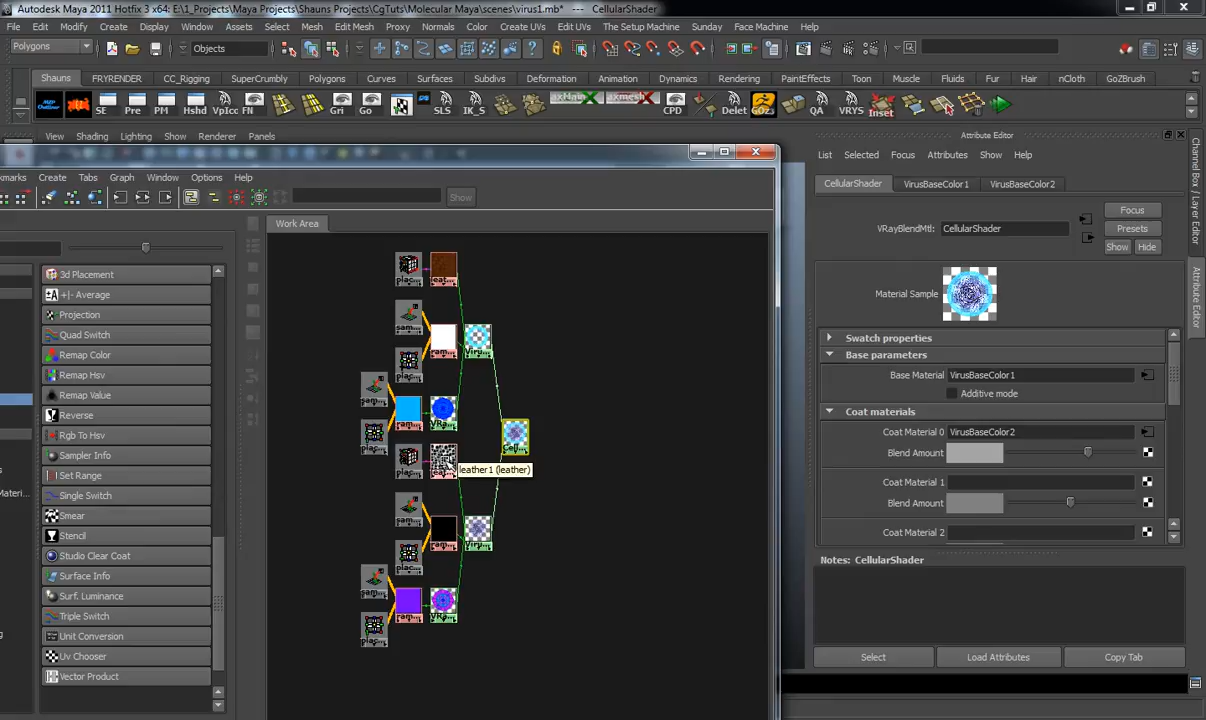 Autodesk Maya 2011 Hotfix 3 x64: E:\1_Projects\Maya Projects\Shauns Projects\CgTuts\Molecular Maya\scenes\virus1.mb* --- CellularShader
File Edit Modify Create Display Window Assets Select Mesh Edit Mesh Proxy Normals Color Create UVs Edit UVs The Setup Machine Sunday Face Machine Help
Polygons Objects
Shauns FRYRENDER CC_Rigging SuperCrumbly Polygons Curves Surfaces Subdivs Deformation Animation Dynamics Rendering PaintEffects Toon Muscle Fluids Fur Hair nCloth GoZBrush
SE Pre PM Hshd VpIcc FN Gri Go SLS IK_S CPD Delet GOZ QA VRYS Inset
View Shading Lighting Show Renderer Panels
Attribute Editor
List Selected Focus Attributes Show Help
kmarks Create Tabs Graph Window Options Help
CellularShader VirusBaseColor1 VirusBaseColor2
Show
Focus
VRayBlendMtl: CellularShader
Presets
Show Hide
Work Area
3d Placement
+/- Average
Projection
Quad Switch
Remap Color
Remap Hsv
Remap Value
Reverse
Rgb To Hsv
Sampler Info
Set Range
Single Switch
Smear
Stencil
Studio Clear Coat
Surface Info
Surf. Luminance
Triple Switch
Unit Conversion
Uv Chooser
Vector Product
Materi...
leather1 (leather)
Material Sample
Swatch properties
Base parameters
Base Material VirusBaseColor1
Additive mode
Coat materials
Coat Material 0 VirusBaseColor2
Blend Amount
Coat Material 1
Blend Amount
Coat Material 2
Notes: CellularShader
Select Load Attributes Copy Tab
Channel Box / Layer Editor
Attribute Editor